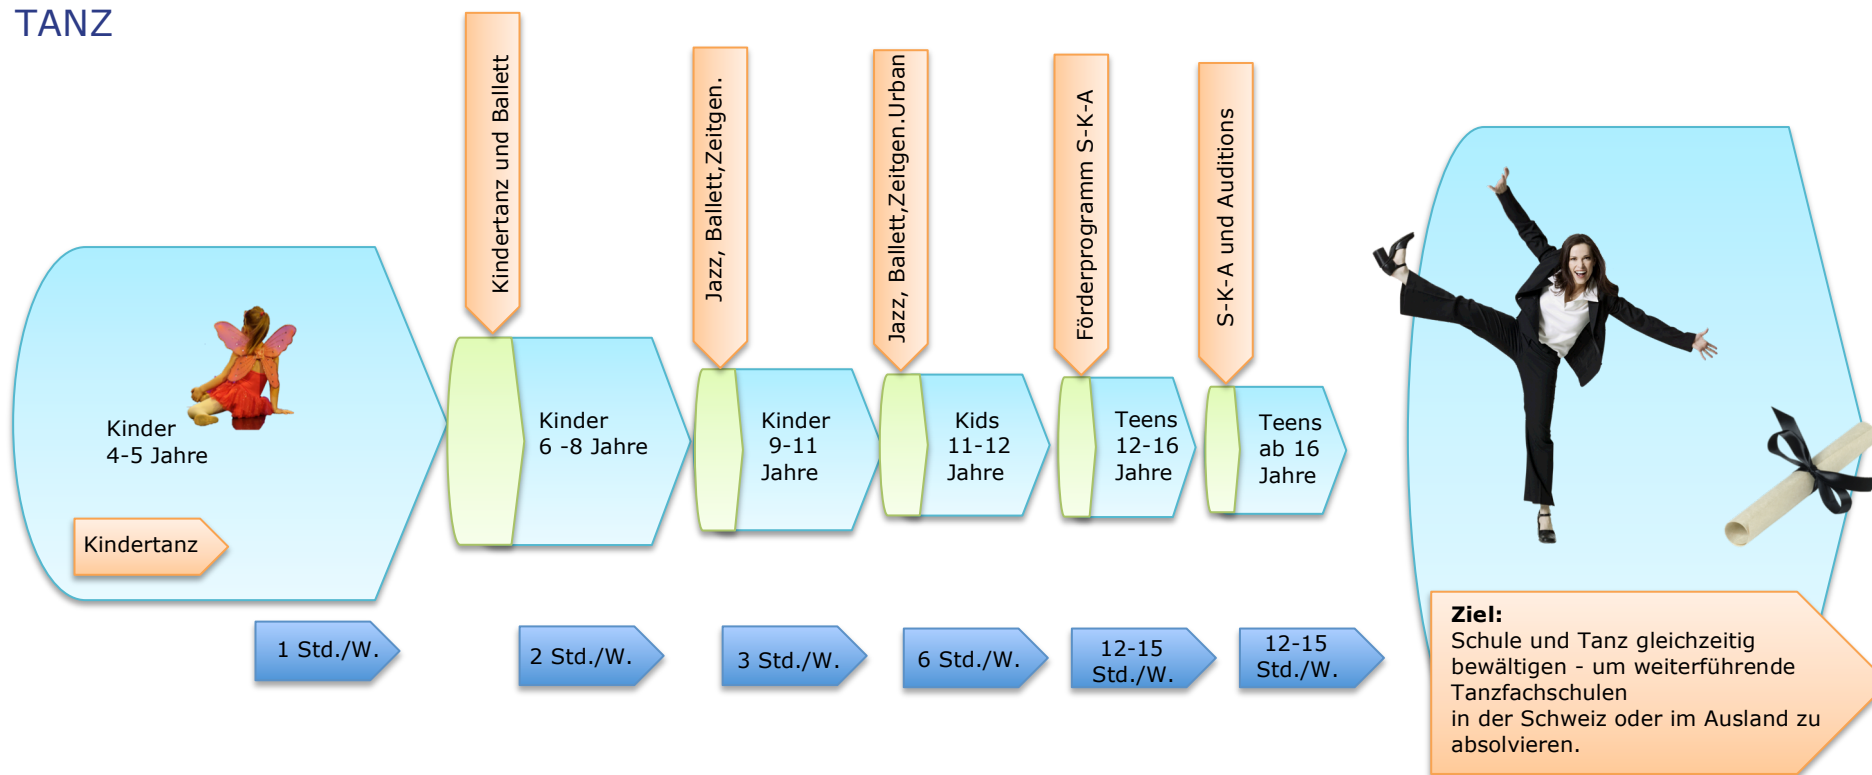 TANZ
Kinder
4-5 Jahre
Kindertanz
1 Std./W.
Kindertanz und Ballett
Kinder
6 -8 Jahre
2 Std./W.
Jazz, Ballett,Zeitgen.
Kinder
9-11
Jahre
3 Std./W.
Jazz, Ballett,Zeitgen.Urban
Kids
11-12
Jahre
6 Std./W.
Förderprogramm S-K-A
Teens
12-16
Jahre
12-15
Std./W.
S-K-A und Auditions
Teens
ab 16
Jahre
12-15
Std./W.
Ziel:
Schule und Tanz gleichzeitig
bewältigen - um weiterführende
Tanzfachschulen
in der Schweiz oder im Ausland zu
absolvieren.